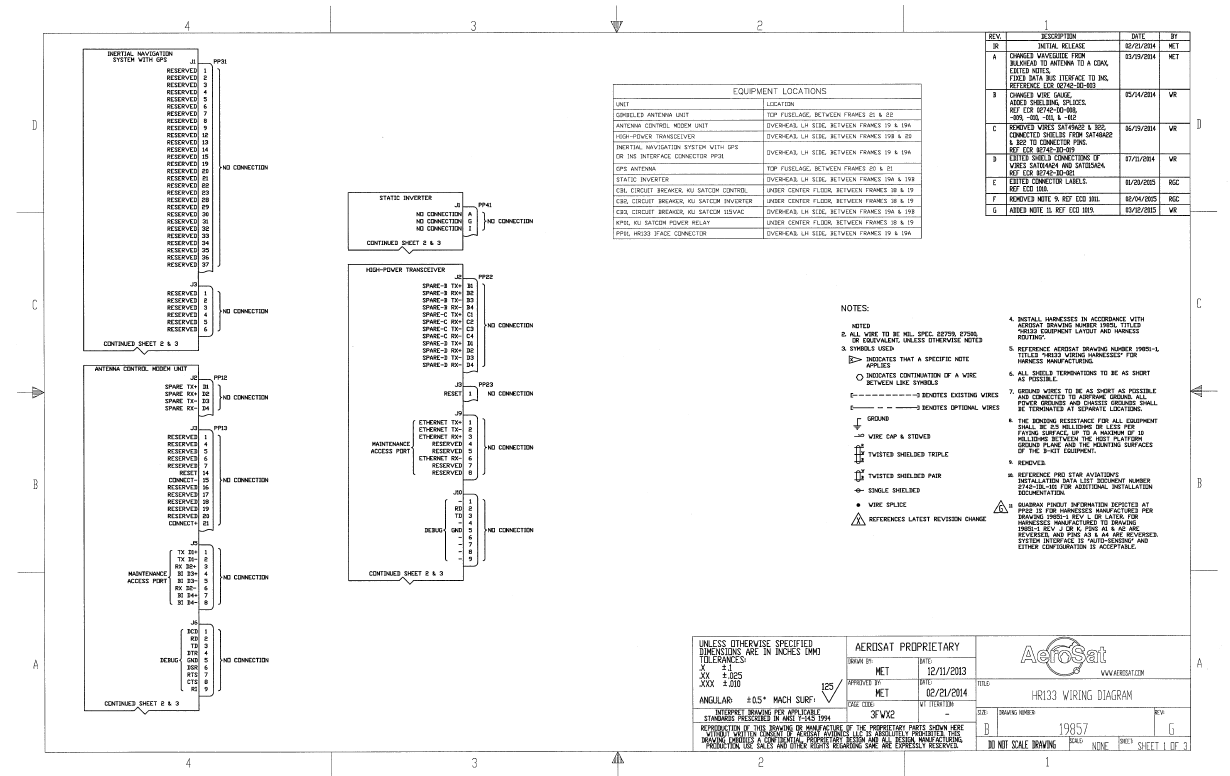 4 3 2 1
INERTIAL NAVIGATION
SYSTEM WITH GPS
J1 PP31
RESERVED 1
RESERVED 2
RESERVED 3
RESERVED 4
RESERVED 5
RESERVED 6
RESERVED 7
RESERVED 8
RESERVED 9
RESERVED 12
RESERVED 13
RESERVED 14
RESERVED 15
RESERVED 19
RESERVED 20
RESERVED 21
RESERVED 22
RESERVED 23
RESERVED 28
RESERVED 29
RESERVED 30
RESERVED 31
RESERVED 32
RESERVED 33
RESERVED 34
RESERVED 35
RESERVED 36
RESERVED 37
NO CONNECTION
J3
RESERVED 1
RESERVED 2
RESERVED 3
RESERVED 4
RESERVED 5
RESERVED 6
NO CONNECTION
CONTINUED SHEET 2 & 3
ANTENNA CONTROL MODEM UNIT
J2 PP12
SPARE TX+ D1
SPARE RX+ D2
SPARE TX- D3
SPARE RX- D4
NO CONNECTION
J3 PP13
RESERVED 1
RESERVED 4
RESERVED 5
RESERVED 6
RESERVED 7
RESET 14
CONNECT- 15
RESERVED 16
RESERVED 17
RESERVED 18
RESERVED 19
RESERVED 20
CONNECT+ 21
NO CONNECTION
J5
MAINTENANCE
ACCESS PORT
TX D1+ 1
TX D1- 2
RX D2+ 3
BI D3+ 4
BI D3- 5
RX D2- 6
BI D4+ 7
BI D4- 8
NO CONNECTION
J6
DEBUG
DCD 1
RD 2
TD 3
DTR 4
GND 5
DSR 6
RTS 7
CTS 8
RS 9
NO CONNECTION
CONTINUED SHEET 2 & 3
STATIC INVERTER
J1 PP41
NO CONNECTION A
NO CONNECTION G
NO CONNECTION I
NO CONNECTION
CONTINUED SHEET 2 & 3
HIGH-POWER TRANSCEIVER
J2 PP22
SPARE-B TX+ B1
SPARE-B RX+ B2
SPARE-B TX- B3
SPARE-B RX- B4
SPARE-C TX+ C1
SPARE-C RX+ C2
SPARE-C TX- C3
SPARE-C RX- C4
SPARE-D TX+ D1
SPARE-D RX+ D2
SPARE-D TX- D3
SPARE-D RX- D4
NO CONNECTION
J3 PP23
RESET 1 NO CONNECTION
J9
MAINTENANCE
ACCESS PORT
ETHERNET TX+ 1
ETHERNET TX- 2
ETHERNET RX+ 3
RESERVED 4
RESERVED 5
ETHERNET RX- 6
RESERVED 7
RESERVED 8
NO CONNECTION
J10
DEBUG
- 1
RD 2
TD 3
- 4
GND 5
- 6
- 7
- 8
- 9
NO CONNECTION
CONTINUED SHEET 2 & 3
EQUIPMENT LOCATIONS
UNIT LOCATION
GIMBELED ANTENNA UNIT TOP FUSELAGE, BETWEEN FRAMES 21 & 22
ANTENNA CONTROL MODEM UNIT OVERHEAD, LH SIDE, BETWEEN FRAMES 19 & 19A
HIGH-POWER TRANSCEIVER OVERHEAD, LH SIDE, BETWEEN FRAMES 19B & 20
INERTIAL NAVIGATION SYSTEM WITH GPS
OR INS INTERFACE CONNECTOR PP31 OVERHEAD, LH SIDE, BETWEEN FRAMES 19 & 19A
GPS ANTENNA TOP FUSELAGE, BETWEEN FRAMES 20 & 21
STATIC INVERTER OVERHEAD, LH SIDE, BETWEEN FRAMES 19A & 19B
CB1, CIRCUIT BREAKER, KU SATCOM CONTROL UNDER CENTER FLOOR, BETWEEN FRAMES 18 & 19
CB2, CIRCUIT BREAKER, KU SATCOM INVERTER UNDER CENTER FLOOR, BETWEEN FRAMES 18 & 19
CB3, CIRCUIT BREAKER, KU SATCOM 115VAC OVERHEAD, LH SIDE, BETWEEN FRAMES 19A & 19B
KP01, KU SATCOM POWER RELAY UNDER CENTER FLOOR, BETWEEN FRAMES 18 & 19
PP01, HR133 IFACE CONNECTOR OVERHEAD, LH SIDE, BETWEEN FRAMES 19 & 19A
REV. DESCRIPTION DATE BY
IR INITIAL RELEASE 02/21/2014 MET
A CHANGED WAVEGUIDE FROM 03/19/2014 MET
BULKHEAD TO ANTENNA TO A COAX,
EDITED NOTES,
FIXED DATA BUS ITERFACE TO INS,
REFERENCE ECR 02742-DD-003
B CHANGED WIRE GAUGE, 05/14/2014 WR
ADDED SHIELDING, SPLICES.
REF ECR 02742-DD-008,
-009, -010, -011, & -012
C REMOVED WIRES SAT49A22 & B22, 06/19/2014 WR
CONNECTED SHIELDS FROM SAT48A22
& B22 TO CONNECTOR PINS.
REF ECR 02742-DD-019
D EDITED SHIELD CONNECTIONS OF 07/11/2014 WR
WIRES SAT014A24 AND SAT015A24.
REF ECR 02742-DD-021
E EDITED CONNECTOR LABELS. 01/20/2015 RGC
REF ECO 1010.
F REMOVED NOTE 9. REF ECO 1011. 02/04/2015 RGC
G ADDED NOTE 11. REF ECO 1019. 03/12/2015 WR
NOTES:
NOTED
2. ALL WIRE TO BE MIL. SPEC. 22759, 27500,
OR EQUIVALENT, UNLESS OTHERWISE NOTED
3. SYMBOLS USED:
INDICATES THAT A SPECIFIC NOTE
APPLIES
INDICATES CONTINUATION OF A WIRE
BETWEEN LIKE SYMBOLS
DENOTES EXISTING WIRES
DENOTES OPTIONAL WIRES
GROUND
WIRE CAP & STOWED
TWISTED SHIELDED TRIPLE
TWISTED SHIELDED PAIR
SINGLE SHIELDED
WIRE SPLICE
REFERENCES LATEST REVISION CHANGE
4. INSTALL HARNESSES IN ACCORDANCE WITH
AEROSAT DRAWING NUMBER 19851, TITLED
"HR133 EQUIPMENT LAYOUT AND HARNESS
ROUTING".
5. REFERENCE AEROSAT DRAWING NUMBER 19851-1,
TITLED "HR133 WIRING HARNESSES" FOR
HARNESS MANUFACTURING.
6. ALL SHIELD TERMINATIONS TO BE AS SHORT
AS POSSIBLE.
7. GROUND WIRES TO BE AS SHORT AS POSSIBLE
AND CONNECTED TO AIRFRAME GROUND. ALL
POWER GROUNDS AND CHASSIS GROUNDS SHALL
BE TERMINATED AT SEPARATE LOCATIONS.
8. THE BONDING RESISTANCE FOR ALL EQUIPMENT
SHALL BE 2.5 MILLIOHMS OR LESS PER
FAYING SURFACE, UP TO A MAXIMUM OF 10
MILLIOHMS BETWEEN THE HOST PLATFORM
GROUND PLANE AND THE MOUNTING SURFACES
OF THE B-KIT EQUIPMENT.
9. REMOVED.
10. REFERENCE PRO STAR AVIATION'S
INSTALLATION DATA LIST DOCUMENT NUMBER
2742-IDL-101 FOR ADDITIONAL INSTALLATION
DOCUMENTATION.
G 11. QUADRAX PINOUT INFORMATION DEPICTED AT
PP22 IS FOR HARNESSES MANUFACTURED PER
DRAWING 19851-1 REV L OR LATER. FOR
HARNESSES MANUFACTURED TO DRAWING
19851-1 REV J OR K, PINS A1 & A2 ARE
REVERSED, AND PINS A3 & A4 ARE REVERSED.
SYSTEM INTERFACE IS "AUTO-SENSING" AND
EITHER CONFIGURATION IS ACCEPTABLE.
UNLESS OTHERWISE SPECIFIED
DIMENSIONS ARE IN INCHES [MM]
TOLERANCES:
.X ±.1
.XX ±.025
.XXX ±.010
ANGULAR: ±0.5° MACH SURF: 125
INTERPRET DRAWING PER APPLICABLE
STANDARDS PRESCRIBED IN ANSI Y-14.5 1994
AEROSAT PROPRIETARY
DRAWN BY: MET DATE: 12/11/2013
APPROVED BY: MET DATE: 02/21/2014
CAGE CODE: 3FWX2 WT ITERATION: -
REPRODUCTION OF THIS DRAWING OR MANUFACTURE OF THE PROPRIETARY PARTS SHOWN HERE
WITHOUT WRITTEN CONSENT OF AEROSAT AVIONICS LLC IS ABSOLUTELY PROHIBITED. THIS
DRAWING EMBODIES A CONFIDENTIAL, PROPRIETARY DESIGN AND ALL DESIGN, MANUFACTURING,
PRODUCTION, USE SALES AND OTHER RIGHTS REGARDING SAME ARE EXPRESSLY RESERVED.
AeroSat
WWW.AEROSAT.COM
TITLE: HR133 WIRING DIAGRAM
SIZE: B DRAWING NUMBER: 19857 REV: G
DO NOT SCALE DRAWING SCALE: NONE SHEET: SHEET 1 OF 3
D
C
B
A
D
C
B
A
4 3 2 1